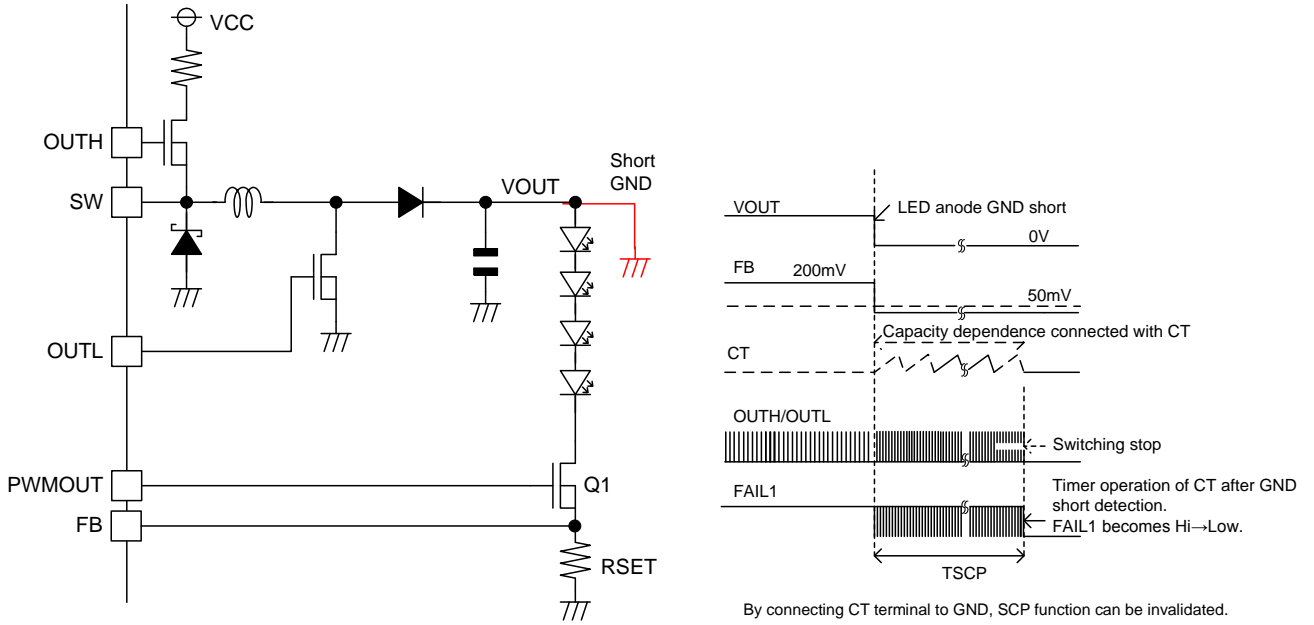 VCC
OUTH
SW
VOUT
Short
GND
OUTL
PWMOUT
Q1
FB
RSET
VOUT
LED anode GND short
0V
FB
200mV
50mV
Capacity dependence connected with CT
CT
OUTH/OUTL
Switching stop
FAIL1
Timer operation of CT after GND
short detection.
FAIL1 becomes Hi→Low.
TSCP
By connecting CT terminal to GND, SCP function can be invalidated.